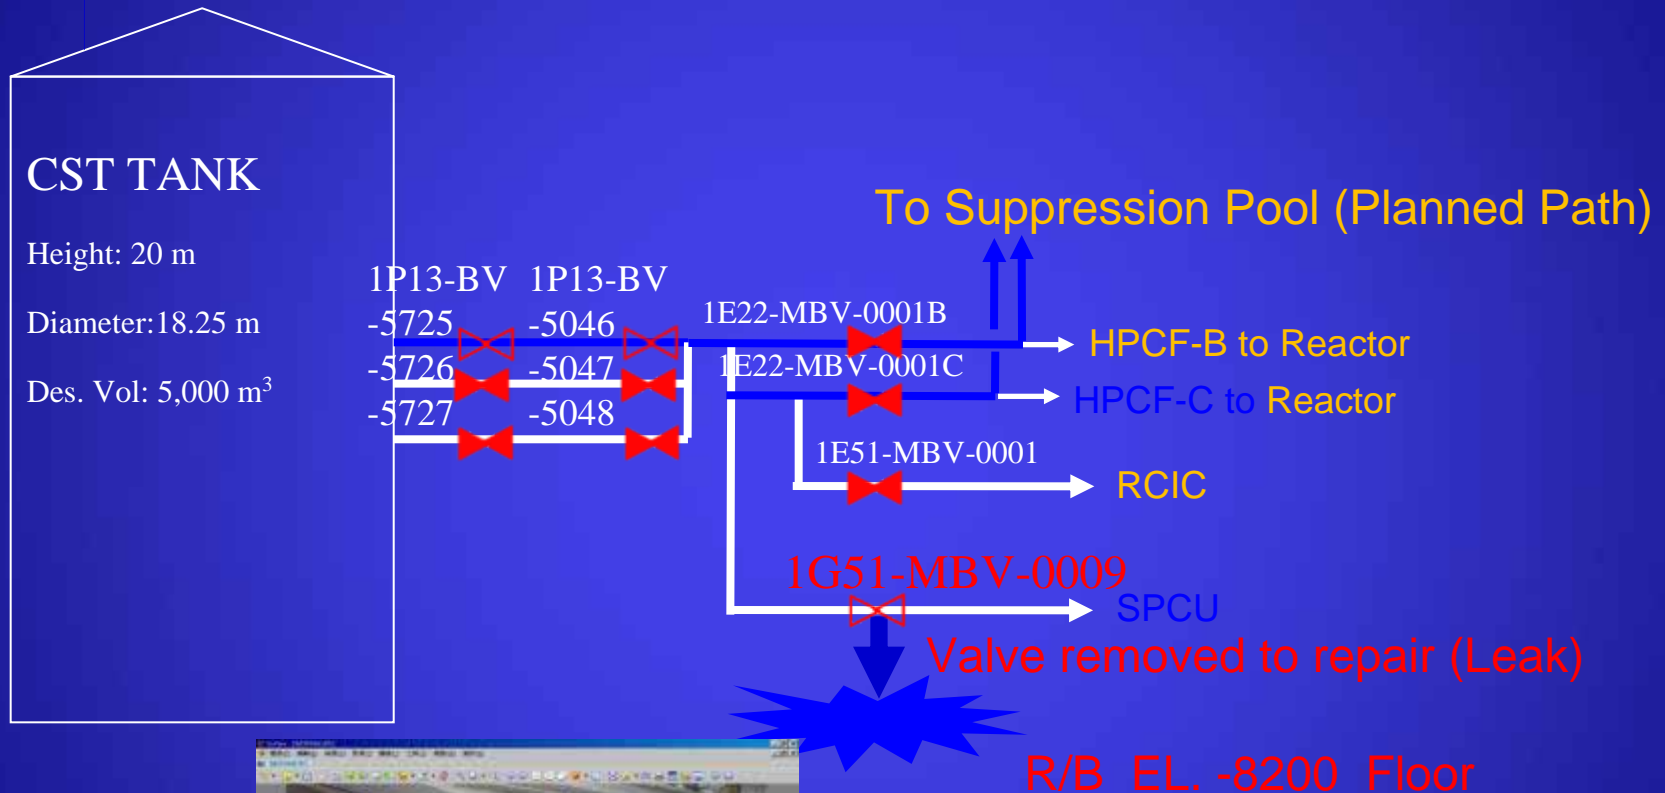 CST TANK
Height: 20 m
Diameter:18.25 m
Des. Vol: 5,000 m³
To Suppression Pool (Planned Path)
1P13-BV 1P13-BV
-5725 -5046
-5726 -5047
-5727 -5048
1E22-MBV-0001B
HPCF-B to Reactor
1E22-MBV-0001C
HPCF-C to Reactor
1E51-MBV-0001
RCIC
1G51-MBV-0009
SPCU
Valve removed to repair (Leak)
R/B EL. -8200 Floor